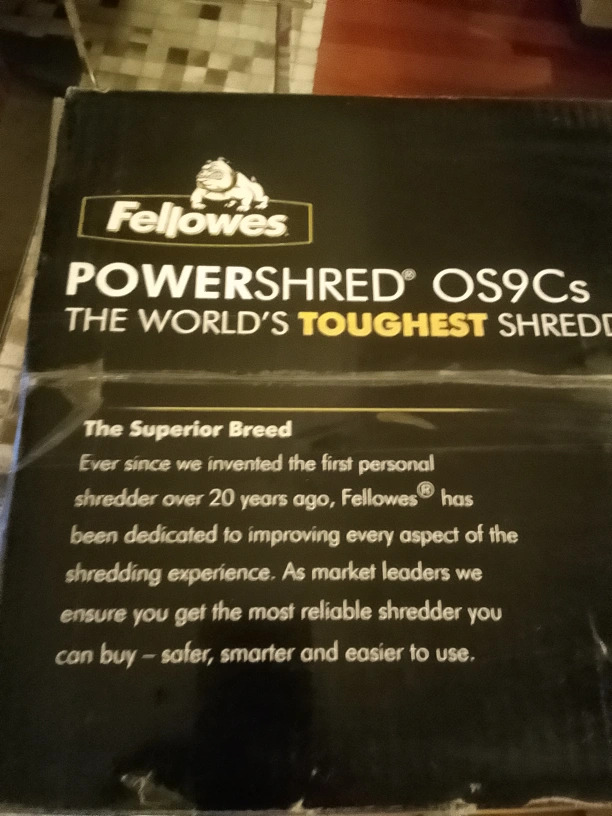 Fellowes
POWERSHRED® OS9Cs
THE WORLD'S TOUGHEST SHREDD
The Superior Breed
Ever since we invented the first personal
shredder over 20 years ago, Fellowes® has
been dedicated to improving every aspect of the
shredding experience. As market leaders we
ensure you get the most reliable shredder you
can buy – safer, smarter and easier to use.